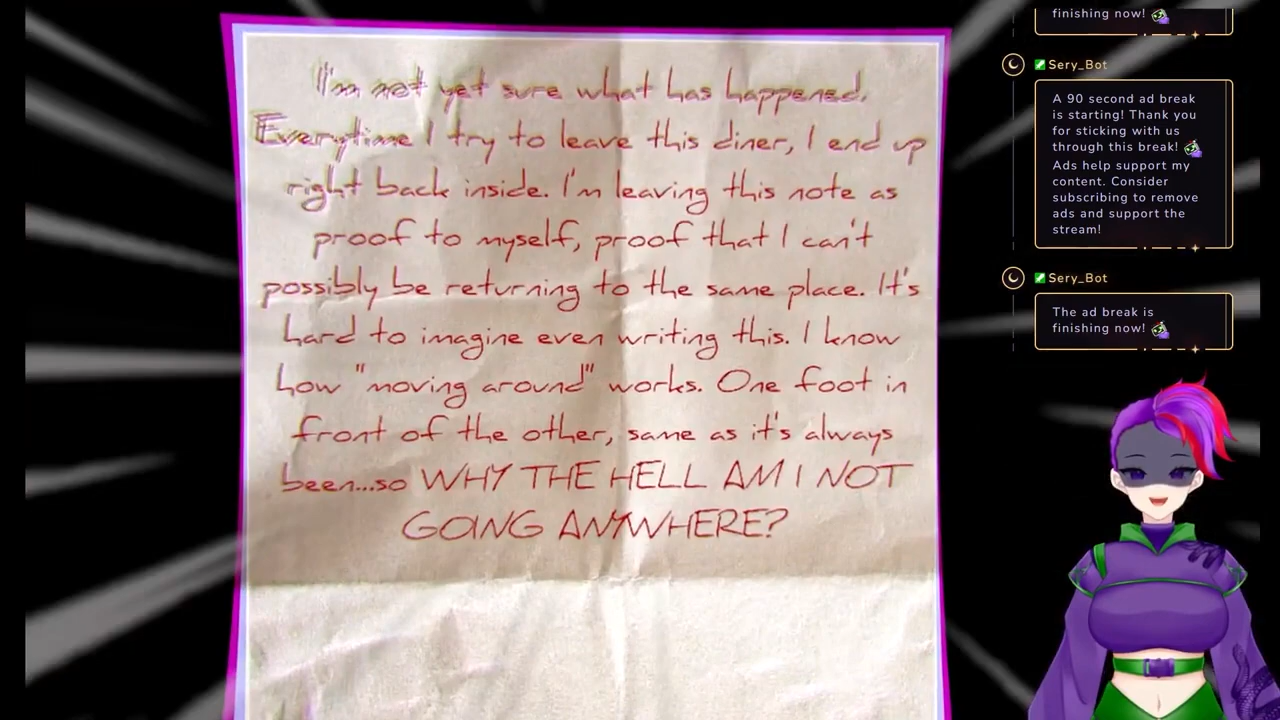 I'm not yet sure what has happened.
Everytime I try to leave this diner, I end up
right back inside. I'm leaving this note as
proof to myself, proof that I can't
possibly be returning to the same place. It's
hard to imagine even writing this. I know
how "moving around" works. One foot in
front of the other, same as it's always
been...so WHY THE HELL AM I NOT
GOING ANYWHERE?
finishing now!
Sery_Bot
A 90 second ad break
is starting! Thank you
for sticking with us
through this break!
Ads help support my
content. Consider
subscribing to remove
ads and support the
stream!
Sery_Bot
The ad break is
finishing now!